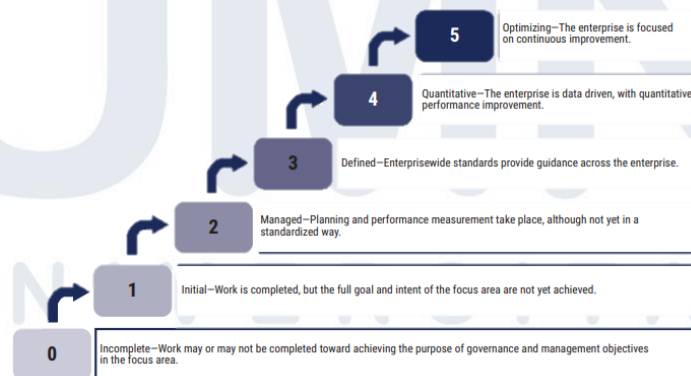 5
Optimizing—The enterprise is focused
on continuous improvement.
4
Quantitative—The enterprise is data driven, with quantitative
performance improvement.
3
Defined—Enterprisewide standards provide guidance across the enterprise.
2
Managed—Planning and performance measurement take place, although not yet in a
standardized way.
1
Initial—Work is completed, but the full goal and intent of the focus area are not yet achieved.
0
Incomplete—Work may or may not be completed toward achieving the purpose of governance and management objectives
in the focus area.